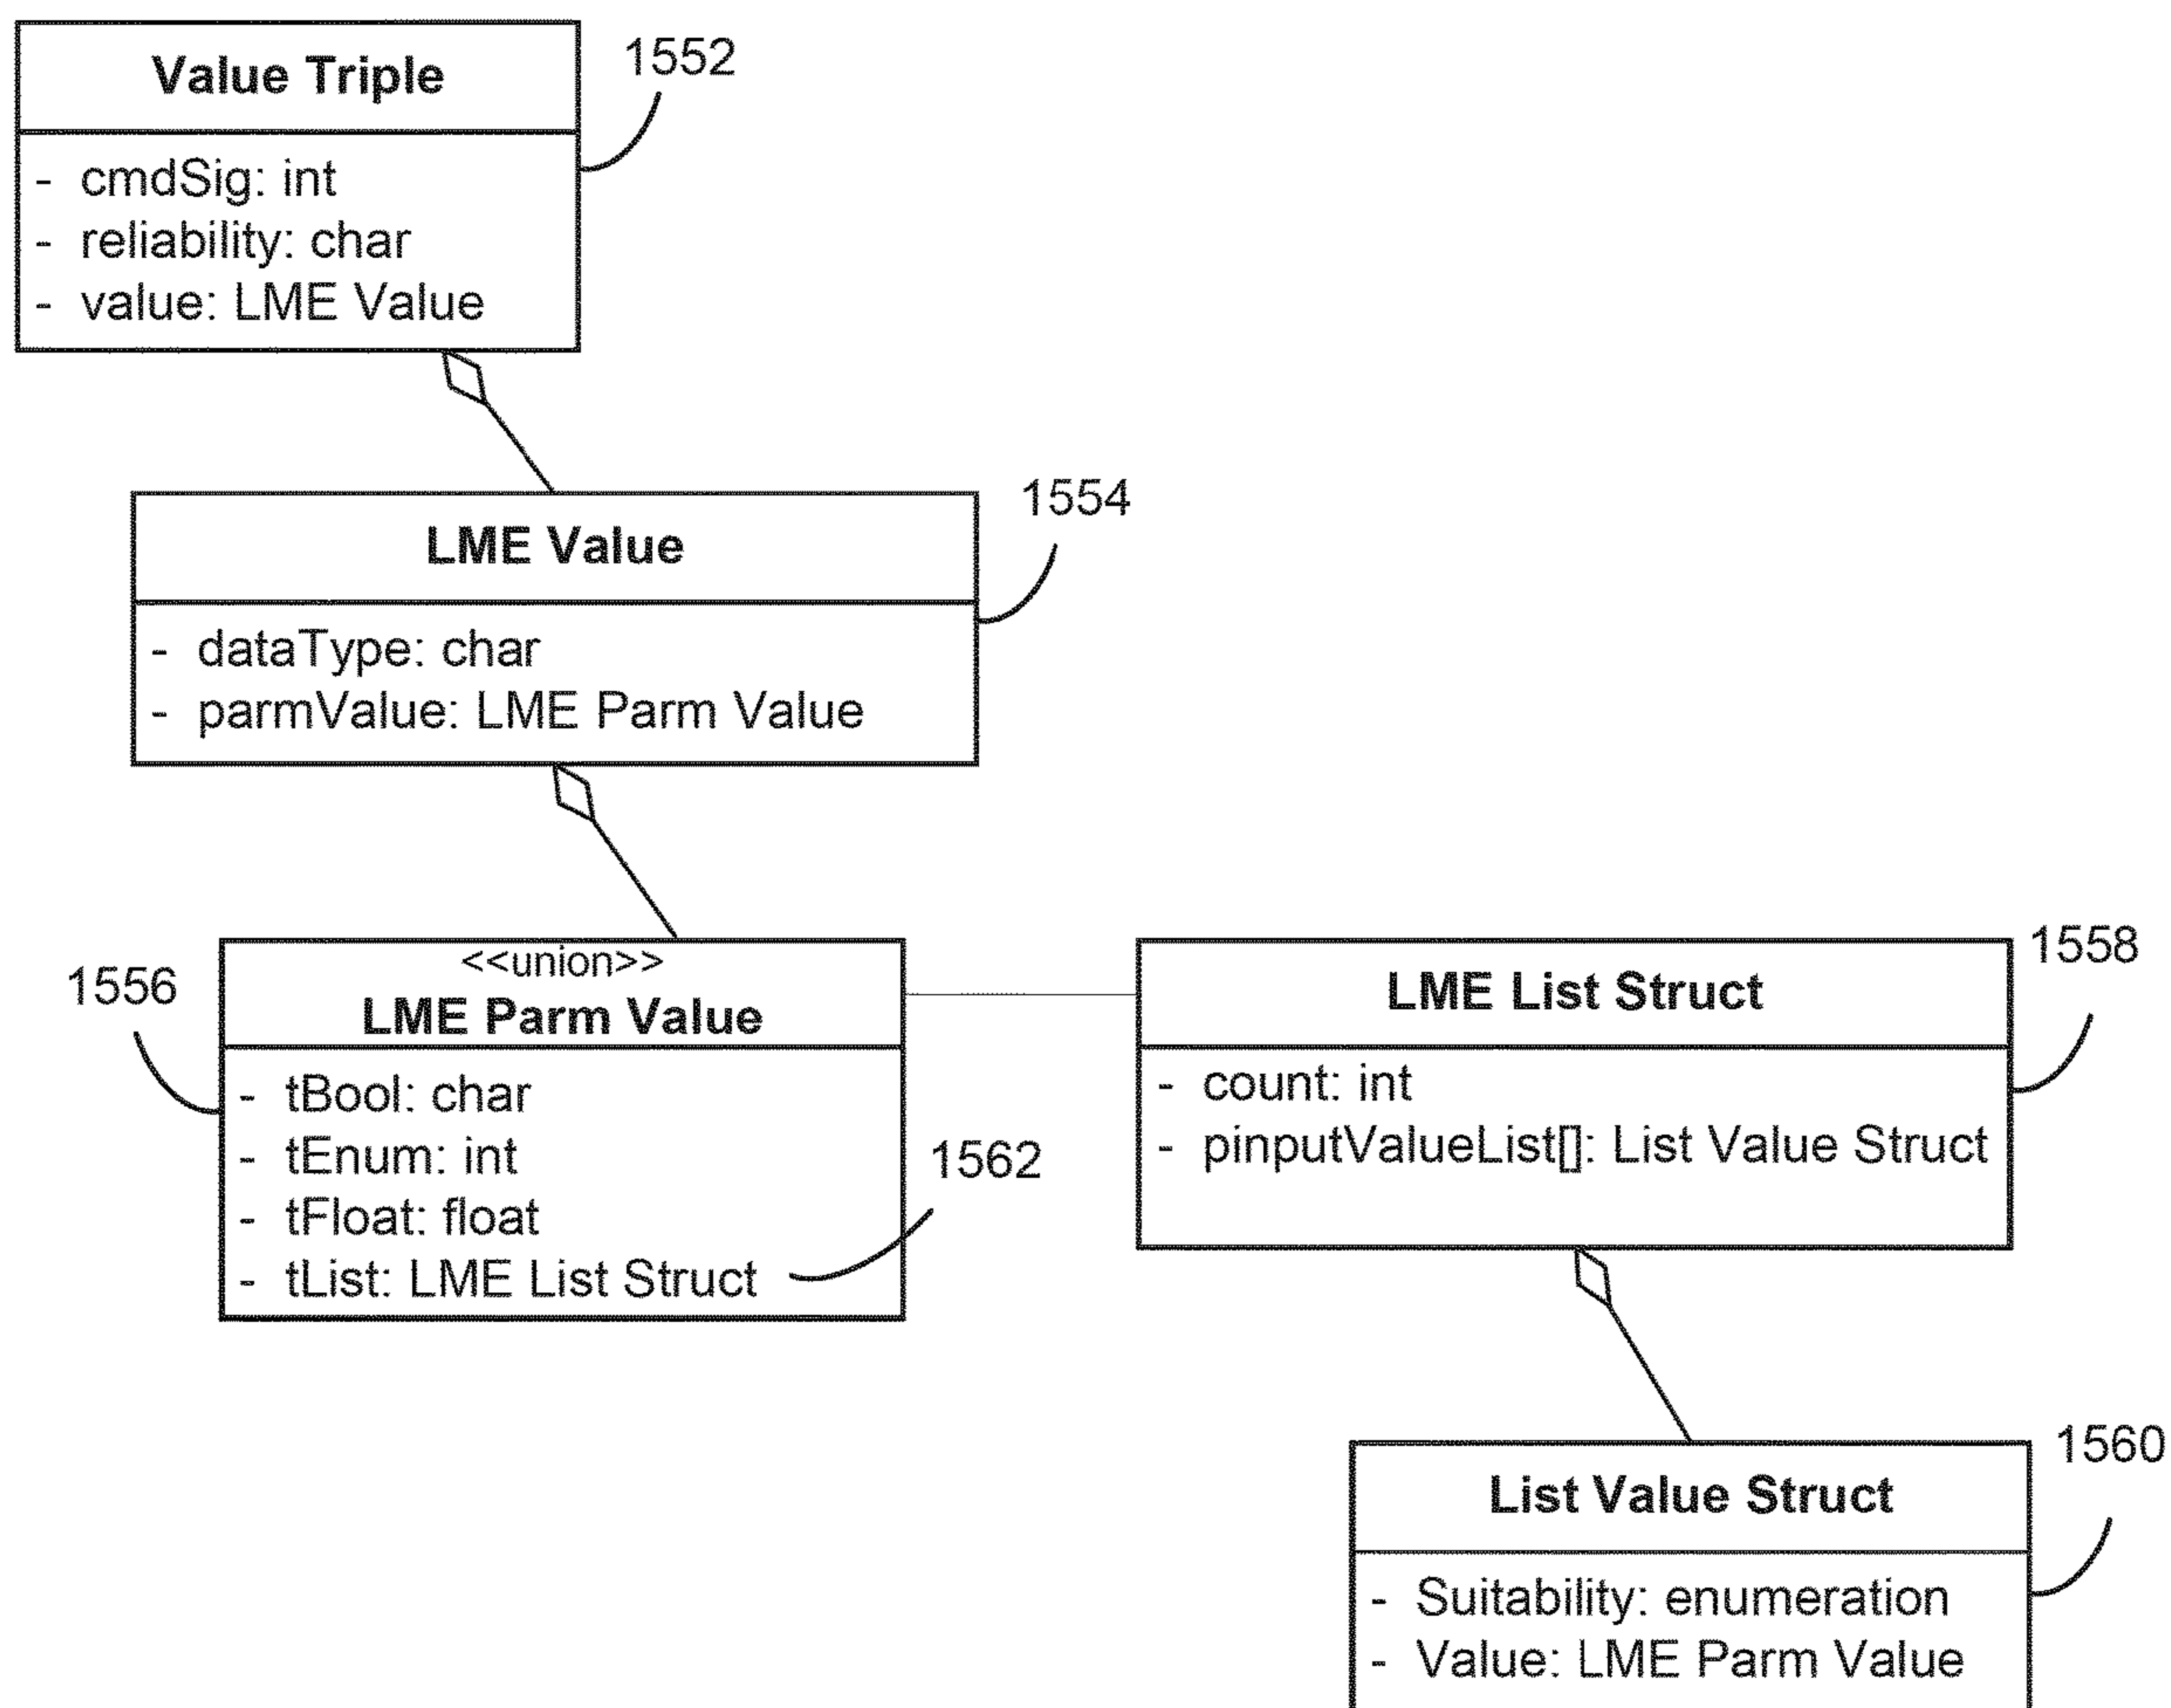 Value Triple
1552
- cmdSig: int
- reliability: char
- value: LME Value
LME Value
1554
- dataType: char
- parmValue: LME Parm Value
<<union>>
LME Parm Value
1556
- tBool: char
- tEnum: int
- tFloat: float
- tList: LME List Struct
1562
LME List Struct
1558
- count: int
- pinputValueList[]: List Value Struct
List Value Struct
1560
- Suitability: enumeration
- Value: LME Parm Value